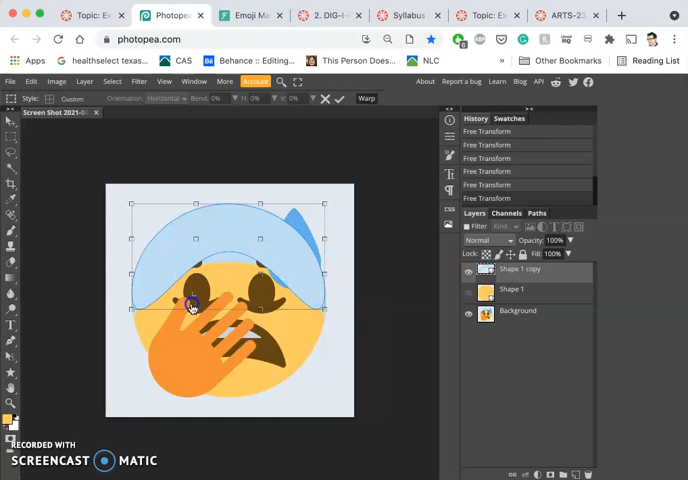 Topic: Ex
Photopea
Emoji Ma
2. DIG-I-
Syllabus
Topic: Ex
ARTS-23
photopea.com
Apps
healthselect texas...
CAS
Behance :: Editing...
This Person Does...
NLC
Other Bookmarks
Reading List
File Edit Image Layer Select Filter View Window More Account
About Report a bug Learn Blog API
Style: Custom Orientation: Horizontal Bend: 0% H: 0% V: 0% Warp
Screen Shot 2021-0
History Swatches
Free Transform
Free Transform
Free Transform
Free Transform
Free Transform
Free Transform
Layers Channels Paths
Filter Kind
Normal Opacity: 100%
Lock: Fill: 100%
Shape 1 copy
Shape 1
Background
CSS
RECORDED WITH
SCREENCAST MATIC